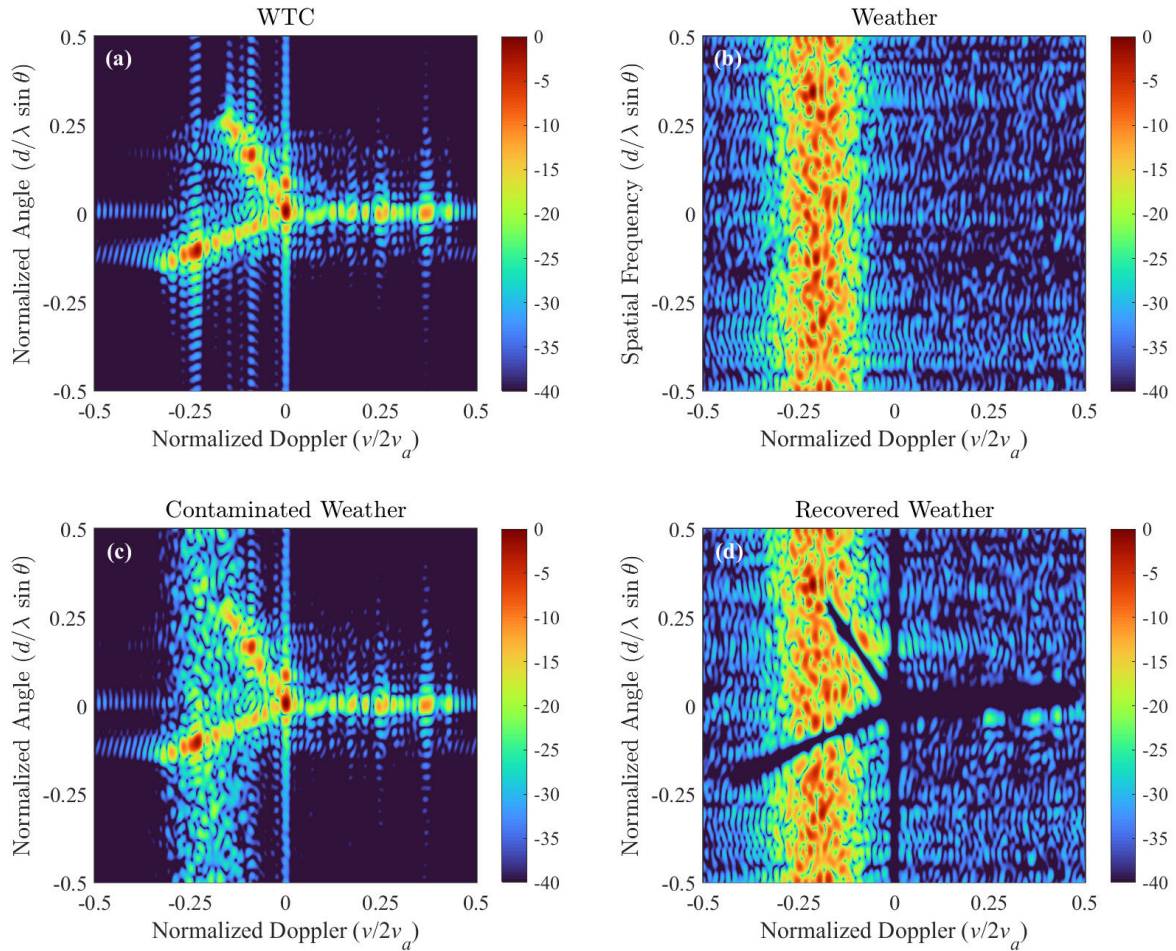 WTC
(a)
0.5
0.25
0
-0.25
-0.5
Normalized Angle (d/λ sin θ)
-0.5 -0.25 0 0.25 0.5
Normalized Doppler (v/2vₐ)
0
-5
-10
-15
-20
-25
-30
-35
-40
Weather
(b)
0.5
0.25
0
-0.25
-0.5
Spatial Frequency (d/λ sin θ)
-0.5 -0.25 0 0.25 0.5
Normalized Doppler (v/2vₐ)
0
-5
-10
-15
-20
-25
-30
-35
-40
Contaminated Weather
(c)
0.5
0.25
0
-0.25
-0.5
Normalized Angle (d/λ sin θ)
-0.5 -0.25 0 0.25 0.5
Normalized Doppler (v/2vₐ)
0
-5
-10
-15
-20
-25
-30
-35
-40
Recovered Weather
(d)
0.5
0.25
0
-0.25
-0.5
Normalized Angle (d/λ sin θ)
-0.5 -0.25 0 0.25 0.5
Normalized Doppler (v/2vₐ)
0
-5
-10
-15
-20
-25
-30
-35
-40